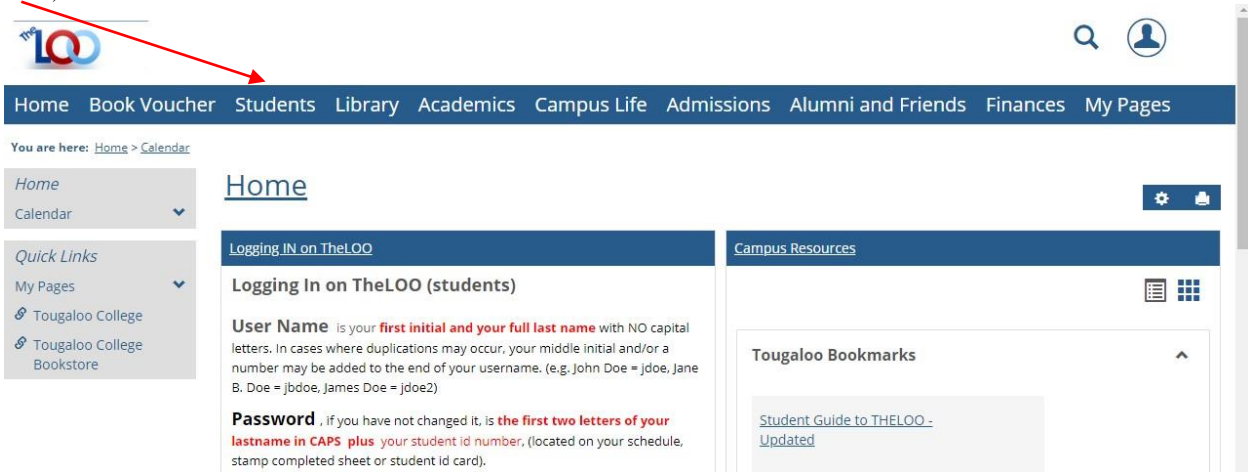 The LOO
Home Book Voucher Students Library Academics Campus Life Admissions Alumni and Friends Finances My Pages
You are here: Home > Calendar
Home
Calendar
Quick Links
My Pages
Tougaloo College
Tougaloo College
Bookstore
Home
Logging IN on TheLOO
Logging In on TheLOO (students)
User Name is your first initial and your full last name with NO capital
letters. In cases where duplications may occur, your middle initial and/or a
number may be added to the end of your username. (e.g. John Doe = jdoe, Jane
B. Doe = jbdoe, James Doe = jdoe2)
Password , if you have not changed it, is the first two letters of your
lastname in CAPS plus your student id number, (located on your schedule,
stamp completed sheet or student id card).
Campus Resources
Tougaloo Bookmarks
Student Guide to THELOO -
Updated